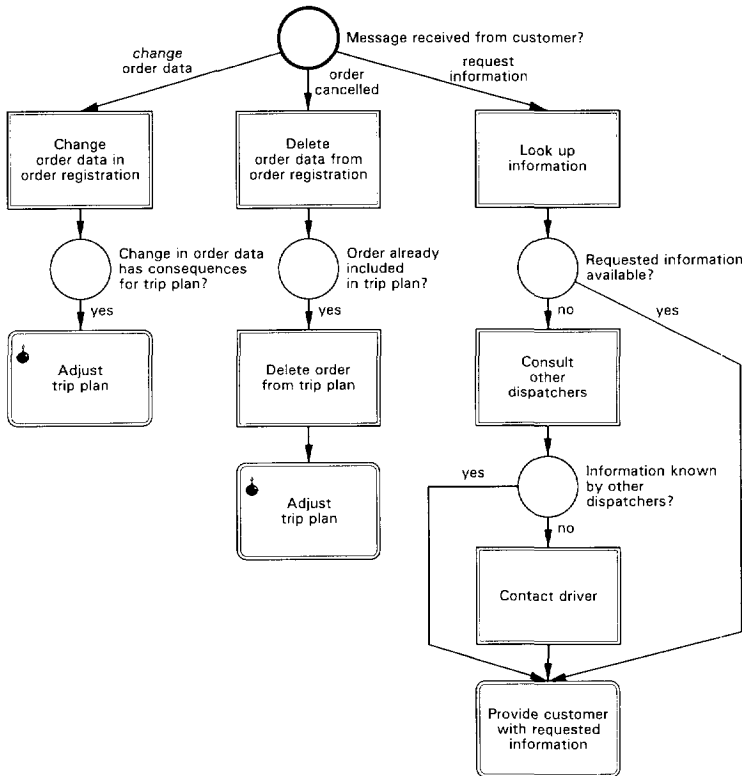 Message received from customer?
change
order data
order
cancelled
request
information
Change
order data in
order registration
Delete
order data from
order registration
Look up
information
Change in order data
has consequences
for trip plan?
Order already
included
in trip plan?
Requested information
available?
yes
yes
no
yes
Adjust
trip plan
Delete order
from trip plan
Consult
other
dispatchers
yes
Information known
by other
dispatchers?
Adjust
trip plan
no
Contact driver
Provide customer
with requested
information